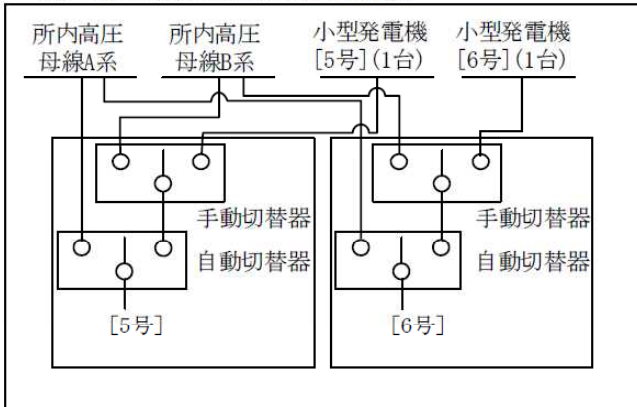 所内高圧
母線A系
所内高圧
母線B系
小型発電機
[5号](1台)
小型発電機
[6号](1台)
手動切替器
自動切替器
[5号]
手動切替器
自動切替器
[6号]